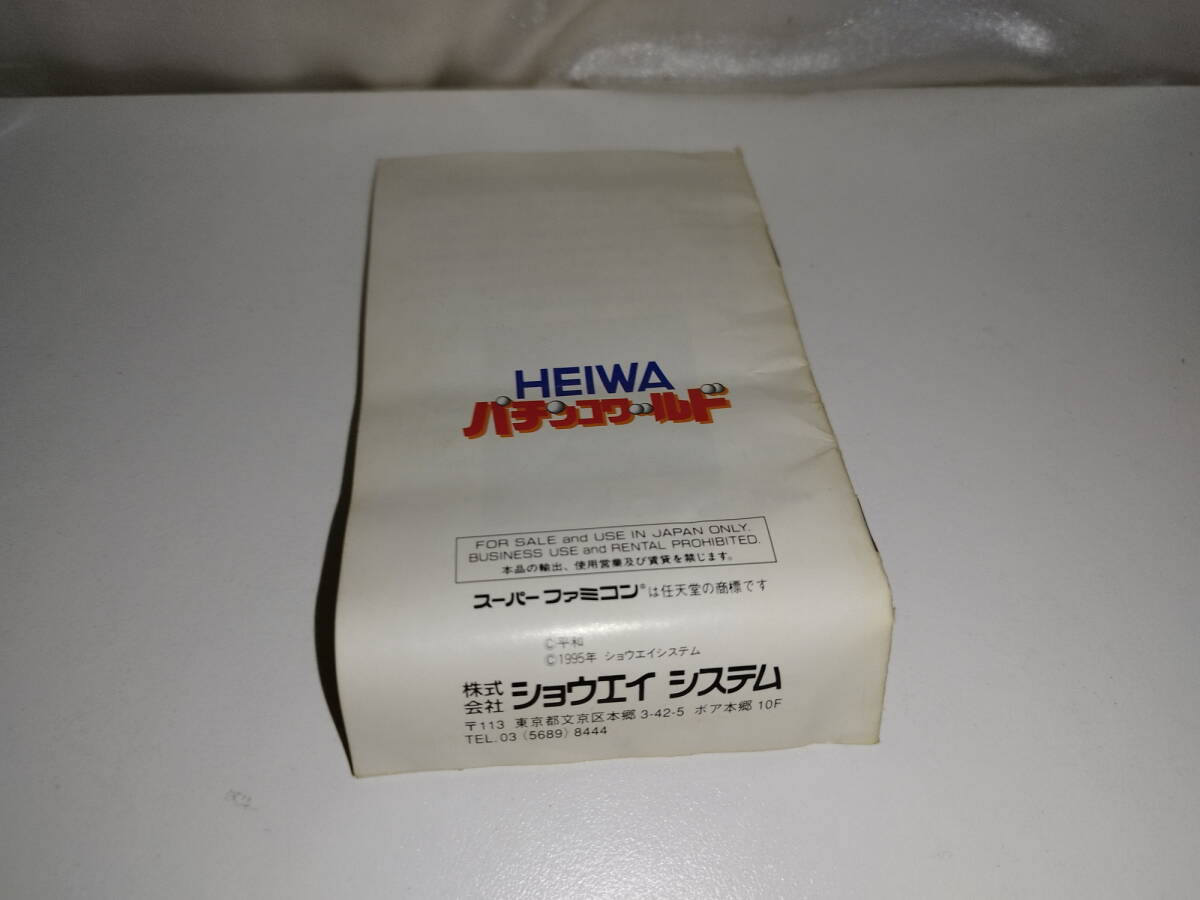 HEIWA
パチンコワールド
FOR SALE and USE IN JAPAN ONLY.
BUSINESS USE and RENTAL PROHIBITED.
本品の輸出、使用営業及び賃貸を禁じます。
スーパーファミコン®は任天堂の商標です
©平和
©1995年 ショウエイシステム
株式会社 ショウエイ システム
〒113 東京都文京区本郷 3-42-5 ボア本郷 10F
TEL. 03 (5689) 8444